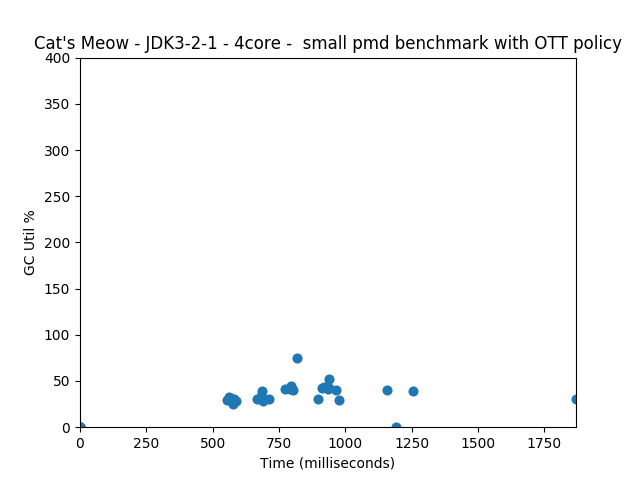 Cat's Meow - JDK3-2-1 - 4core -  small pmd benchmark with OTT policy
400
350
300
250
200
150
100
50
0
GC Util %
0 250 500 750 1000 1250 1500 1750
Time (milliseconds)